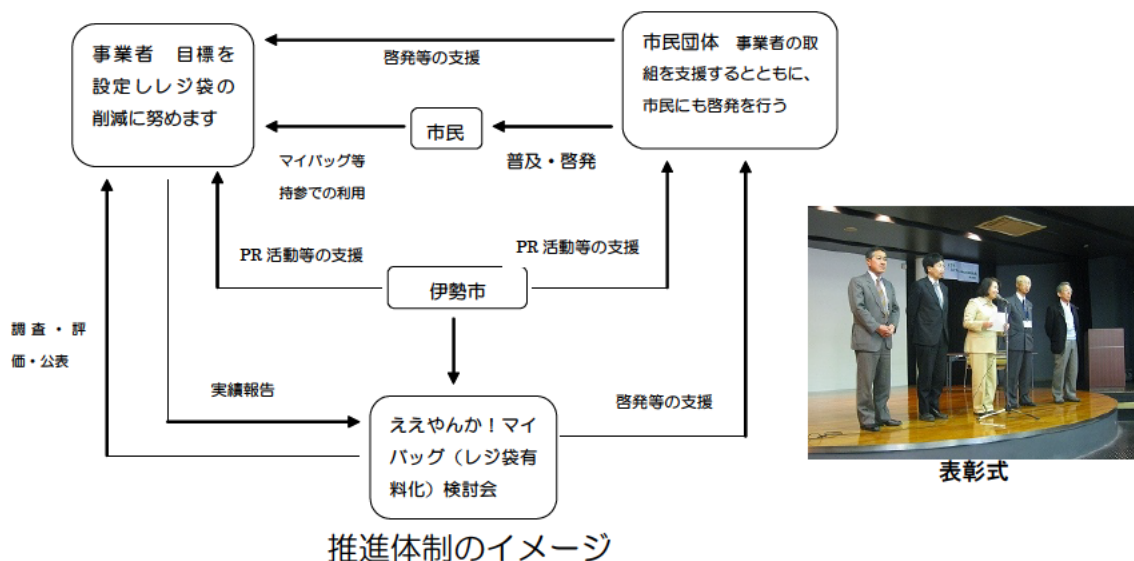 事業者　目標を
設定しレジ袋の
削減に努めます
啓発等の支援
市民団体　事業者の取
組を支援するとともに、
市民にも啓発を行う
市民
マイバッグ等
持参での利用
普及・啓発
PR 活動等の支援
PR 活動等の支援
伊勢市
調査・評
価・公表
実績報告
啓発等の支援
ええやんか！マイ
バッグ（レジ袋有
料化）検討会
表彰式
推進体制のイメージ